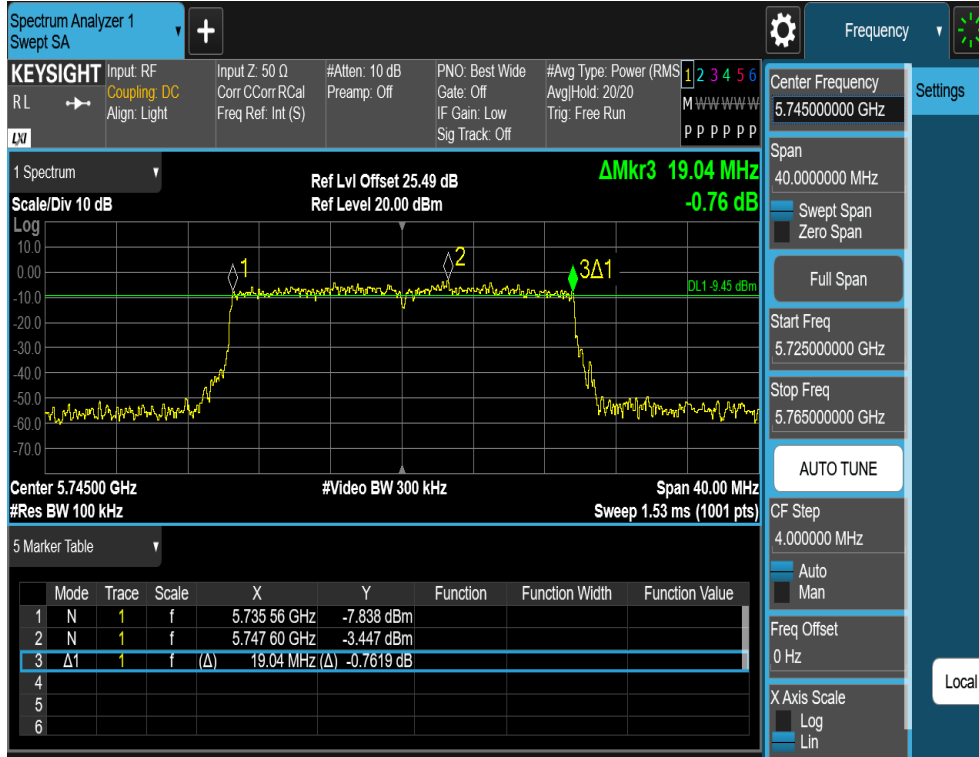 Spectrum Analyzer 1
Swept SA
+
Frequency
KEYSIGHT
RL
LXI
Input: RF
Coupling: DC
Align: Light
Input Z: 50 Ω
Corr CCorr RCal
Freq Ref: Int (S)
#Atten: 10 dB
Preamp: Off
PNO: Best Wide
Gate: Off
IF Gain: Low
Sig Track: Off
#Avg Type: Power (RMS
Avg|Hold: 20/20
Trig: Free Run
1 2 3 4 5 6
M W W W W W
P P P P P P
Center Frequency
5.745000000 GHz
Settings
Span
40.0000000 MHz
Swept Span
Zero Span
Full Span
Start Freq
5.725000000 GHz
Stop Freq
5.765000000 GHz
AUTO TUNE
CF Step
4.000000 MHz
Auto
Man
Freq Offset
0 Hz
X Axis Scale
Log
Lin
Local
1 Spectrum
Scale/Div 10 dB
Ref Lvl Offset 25.49 dB
Ref Level 20.00 dBm
ΔMkr3 19.04 MHz
-0.76 dB
Log
10.0
0.00
-10.0
-20.0
-30.0
-40.0
-50.0
-60.0
-70.0
1
2
3Δ1
DL1 -9.45 dBm
Center 5.74500 GHz
#Video BW 300 kHz
Span 40.00 MHz
#Res BW 100 kHz
Sweep 1.53 ms (1001 pts)
5 Marker Table
Mode Trace Scale X Y Function Function Width Function Value
1 N 1 f 5.735 56 GHz -7.838 dBm
2 N 1 f 5.747 60 GHz -3.447 dBm
3 Δ1 1 f (Δ) 19.04 MHz (Δ) -0.7619 dB
4
5
6